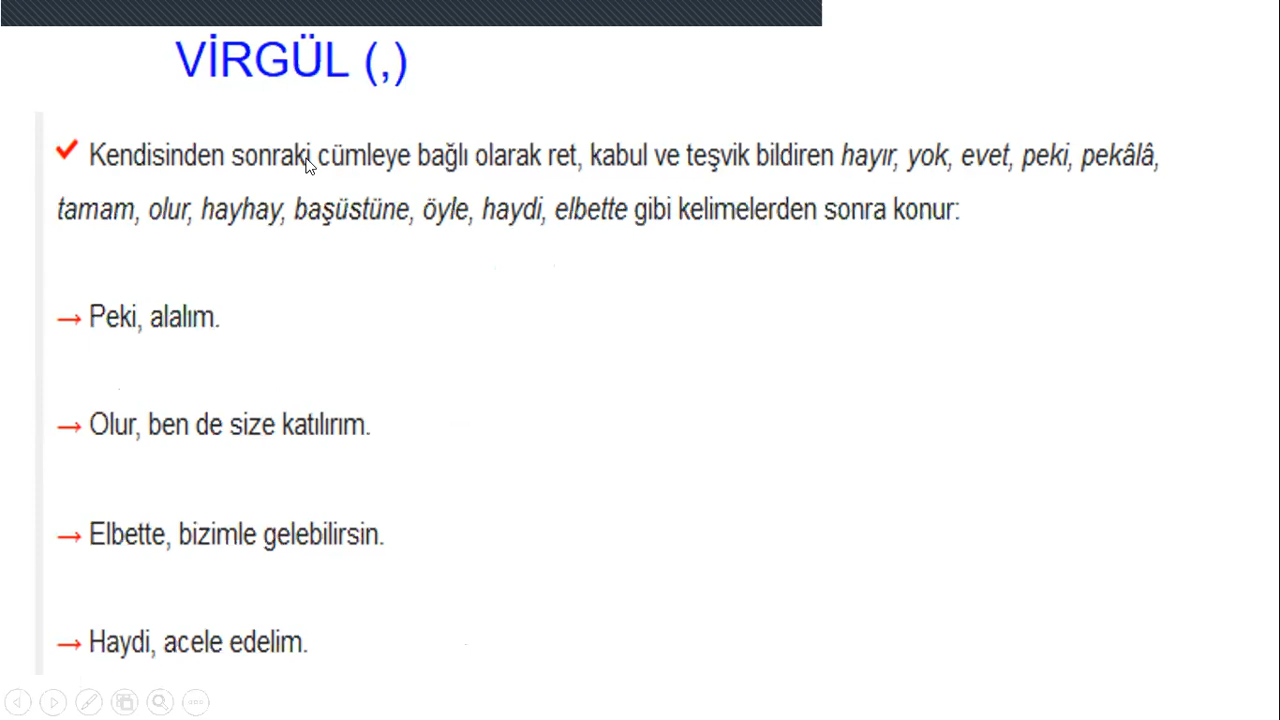 VİRGÜL (,)
✔ Kendisinden sonraki cümleye bağlı olarak ret, kabul ve teşvik bildiren hayır, yok, evet, peki, pekâlâ,
tamam, olur, hayhay, başüstüne, öyle, haydi, elbette gibi kelimelerden sonra konur:
→ Peki, alalım.
→ Olur, ben de size katılırım.
→ Elbette, bizimle gelebilirsin.
→ Haydi, acele edelim.